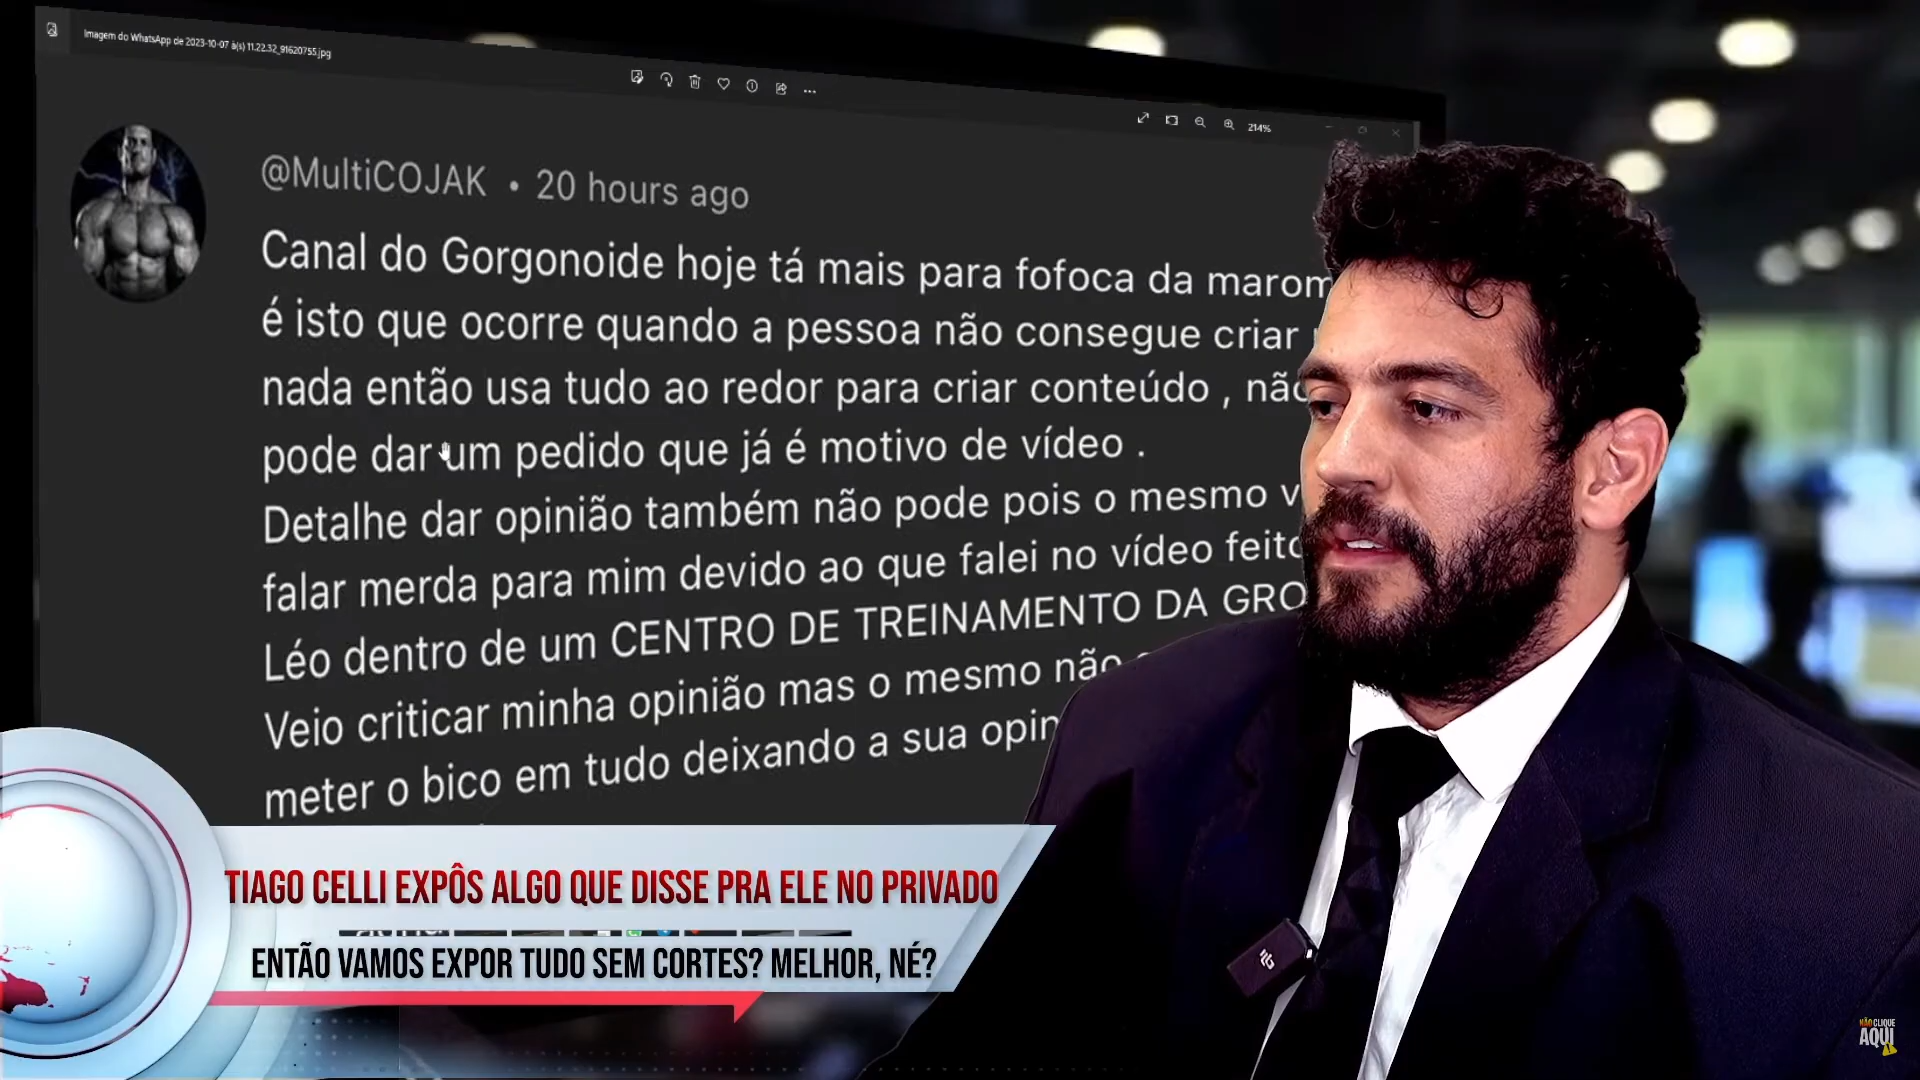 Imagem do WhatsApp de 2023-10-07 à(s) 11.22.32_91620755.jpg
214%
@MultiCOJAK • 20 hours ago
Canal do Gorgonoide hoje tá mais para fofoca da marom
é isto que ocorre quando a pessoa não consegue criar
nada então usa tudo ao redor para criar conteúdo , não
pode dar um pedido que já é motivo de vídeo .
Detalhe dar opinião também não pode pois o mesmo v
falar merda para mim devido ao que falei no vídeo feito
Léo dentro de um CENTRO DE TREINAMENTO DA GRO
Veio criticar minha opinião mas o mesmo não
meter o bico em tudo deixando a sua opin
TIAGO CELLI EXPÔS ALGO QUE DISSE PRA ELE NO PRIVADO
ENTÃO VAMOS EXPOR TUDO SEM CORTES? MELHOR, NÉ?
NÃO CLIQUE
AQUI